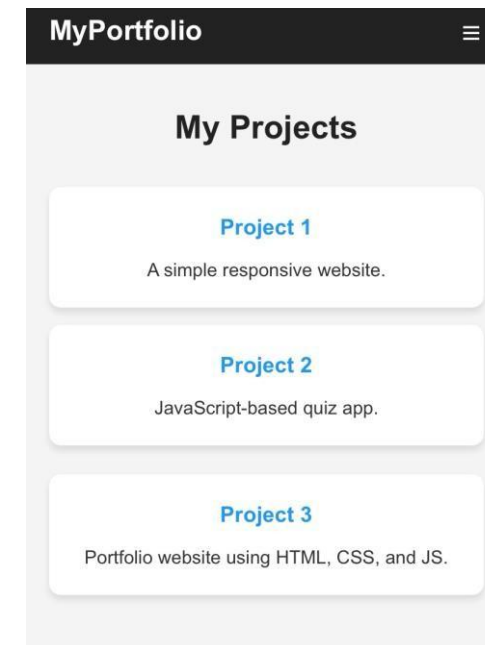 MyPortfolio
My Projects
Project 1
A simple responsive website.
Project 2
JavaScript-based quiz app.
Project 3
Portfolio website using HTML, CSS, and JS.